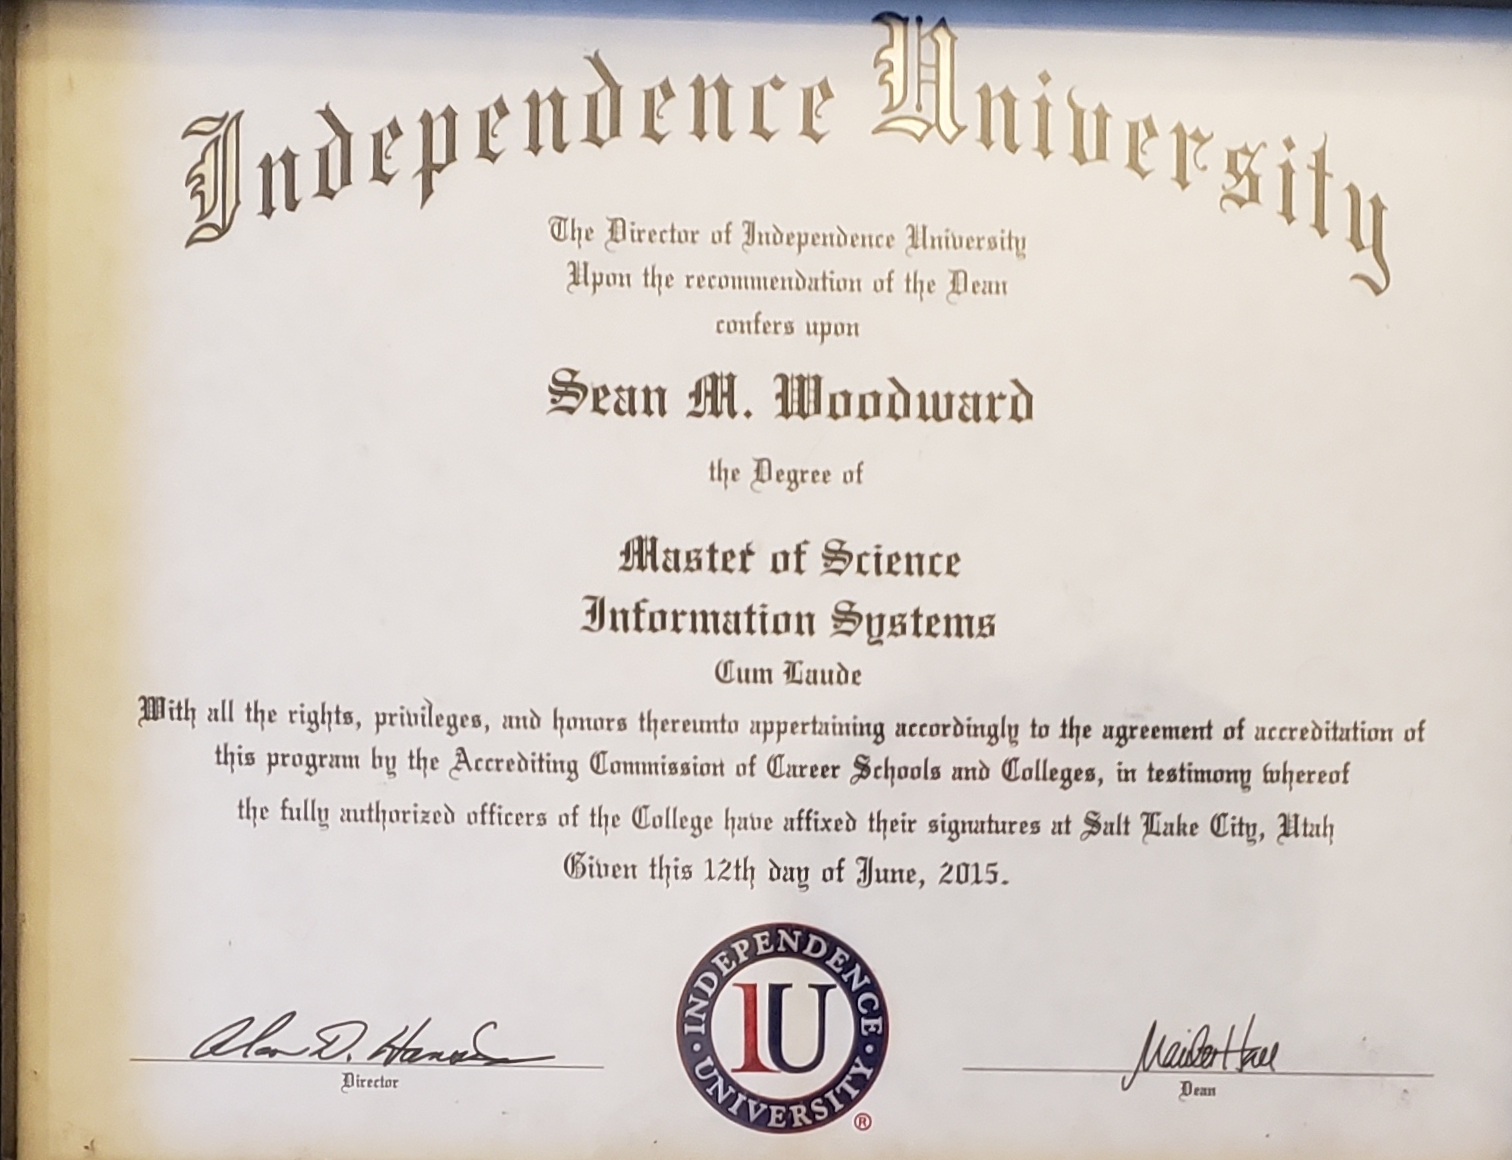 Independence University
The Director of Independence University
Upon the recommendation of the Dean
confers upon
Sean M. Woodward
the Degree of
Master of Science
Information Systems
Cum Laude
With all the rights, privileges, and honors thereunto appertaining accordingly to the agreement of accreditation of
this program by the Accrediting Commission of Career Schools and Colleges, in testimony whereof
the fully authorized officers of the College have affixed their signatures at Salt Lake City, Utah
Given this 12th day of June, 2015.
INDEPENDENCE
IU
UNIVERSITY
®
Alan D.
Director
Dean